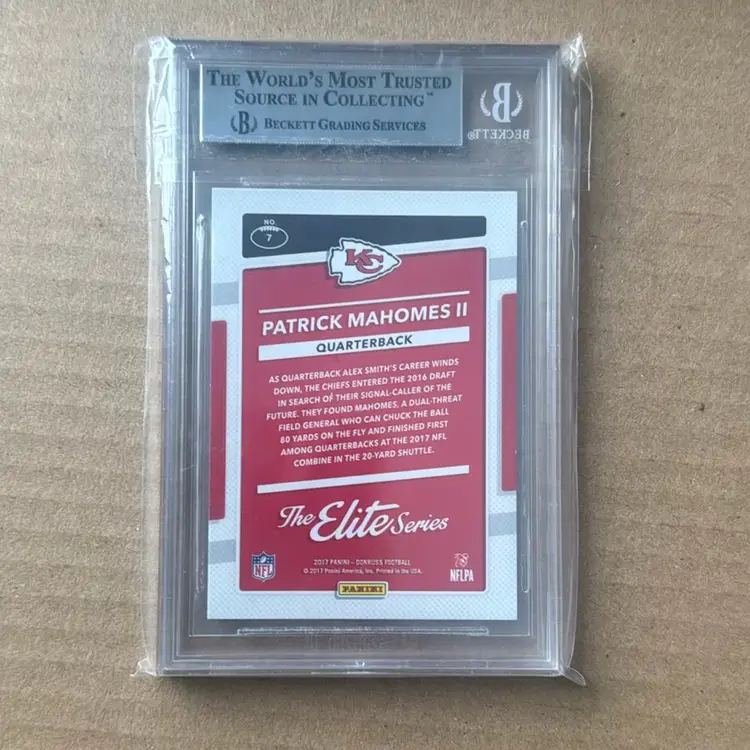 THE WORLD'S MOST TRUSTED
SOURCE IN COLLECTING™
B BECKETT GRADING SERVICES
B
BECKETT®
NO.
7
KC
PATRICK MAHOMES II
QUARTERBACK
AS QUARTERBACK ALEX SMITH'S CAREER WINDS
DOWN, THE CHIEFS ENTERED THE 2016 DRAFT
IN SEARCH OF THEIR SIGNAL-CALLER OF THE
FUTURE. THEY FOUND MAHOMES, A DUAL-THREAT
FIELD GENERAL WHO CAN CHUCK THE BALL
80 YARDS ON THE FLY AND FINISHED FIRST
AMONG QUARTERBACKS AT THE 2017 NFL
COMBINE IN THE 20-YARD SHUTTLE.
The Elite Series
2017 PANINI – DONRUSS FOOTBALL
© 2017 Panini America, Inc. Printed in the USA.
NFL
NFLPA
PANINI